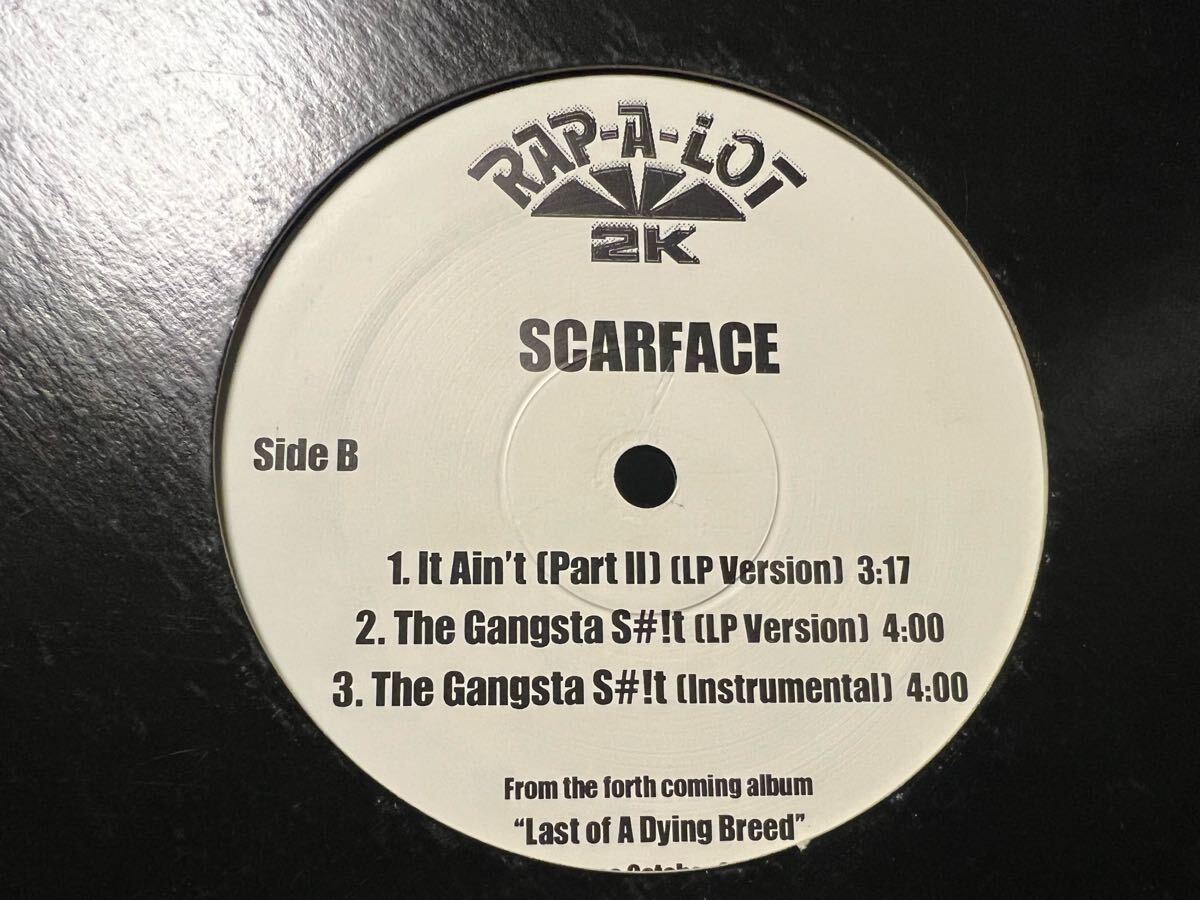 RAP-A-LOT
2K
SCARFACE
Side B
1. It Ain't (Part II) (LP Version) 3:17
2. The Gangsta S#!t (LP Version) 4:00
3. The Gangsta S#!t (Instrumental) 4:00
From the forth coming album
“Last of A Dying Breed”